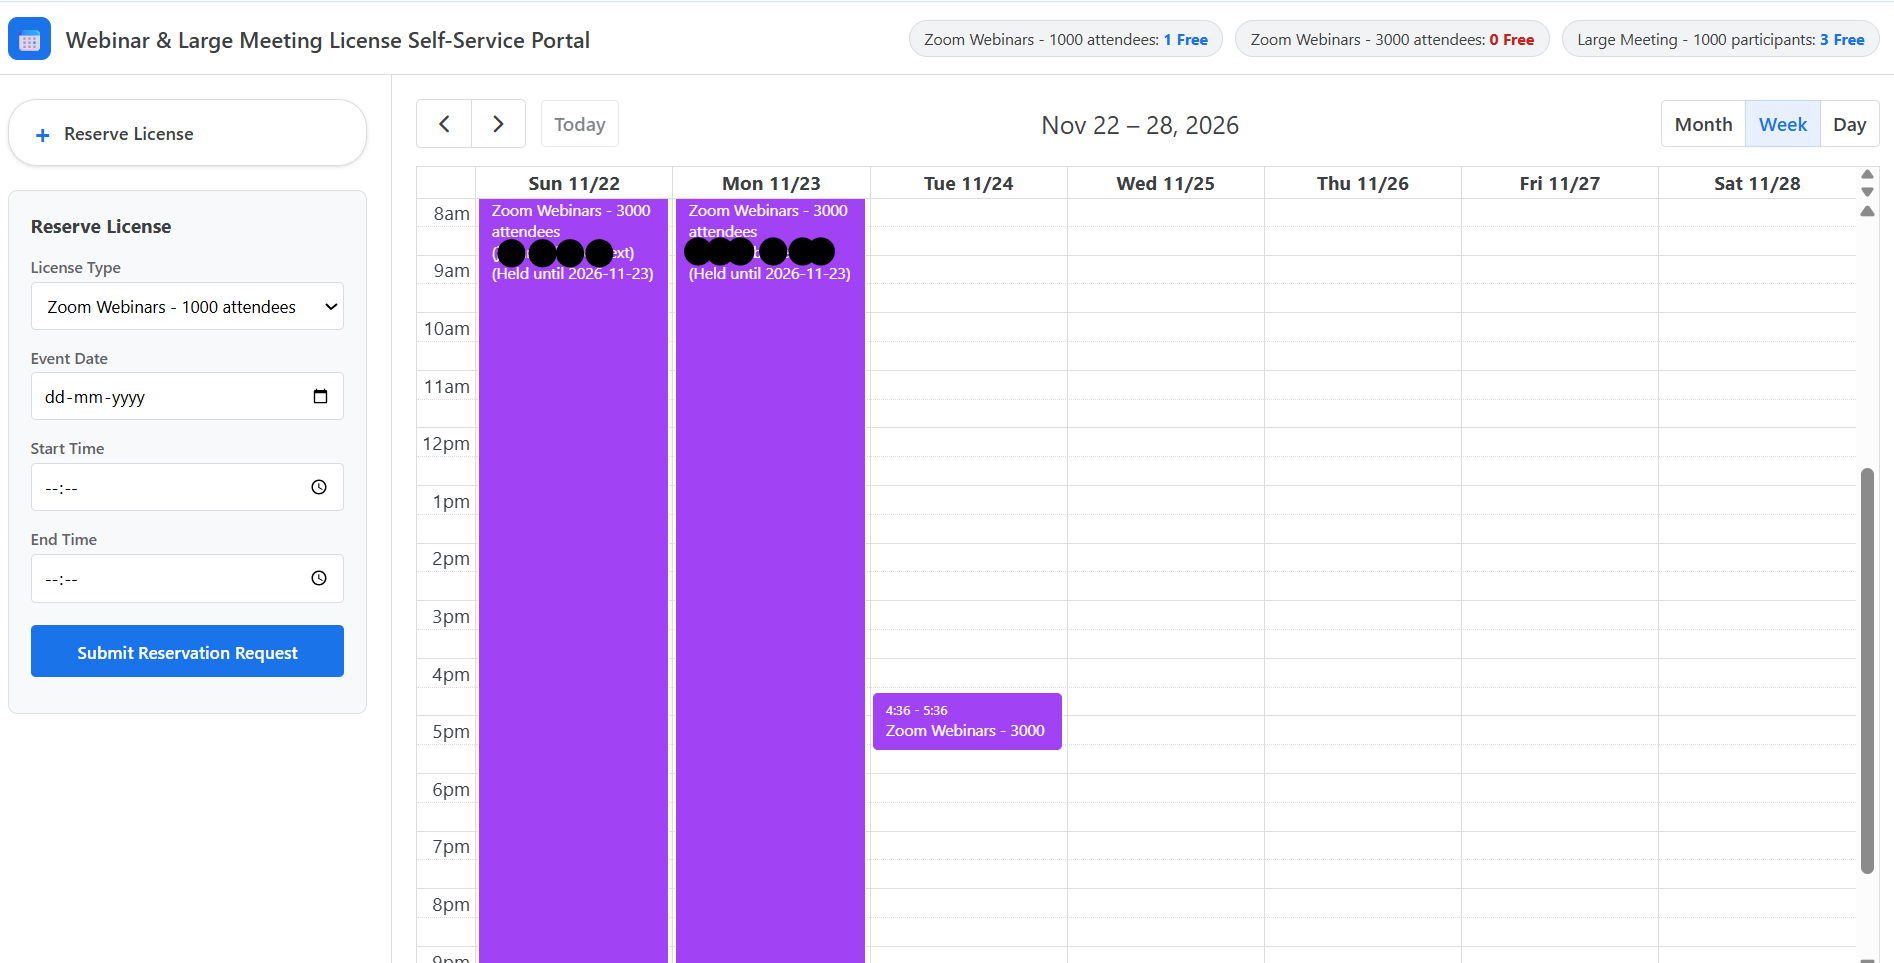 Webinar & Large Meeting License Self-Service Portal
Zoom Webinars - 1000 attendees: 1 Free
Zoom Webinars - 3000 attendees: 0 Free
Large Meeting - 1000 participants: 3 Free
+ Reserve License
Reserve License
License Type
Zoom Webinars - 1000 attendees
Event Date
dd-mm-yyyy
Start Time
--:--
End Time
--:--
Submit Reservation Request
Today
Nov 22 – 28, 2026
Month
Week
Day
Sun 11/22
Mon 11/23
Tue 11/24
Wed 11/25
Thu 11/26
Fri 11/27
Sat 11/28
8am
9am
10am
11am
12pm
1pm
2pm
3pm
4pm
5pm
6pm
7pm
8pm
9pm
Zoom Webinars - 3000
attendees
(Held until 2026-11-23)
Zoom Webinars - 3000
attendees
(Held until 2026-11-23)
4:36 - 5:36
Zoom Webinars - 3000